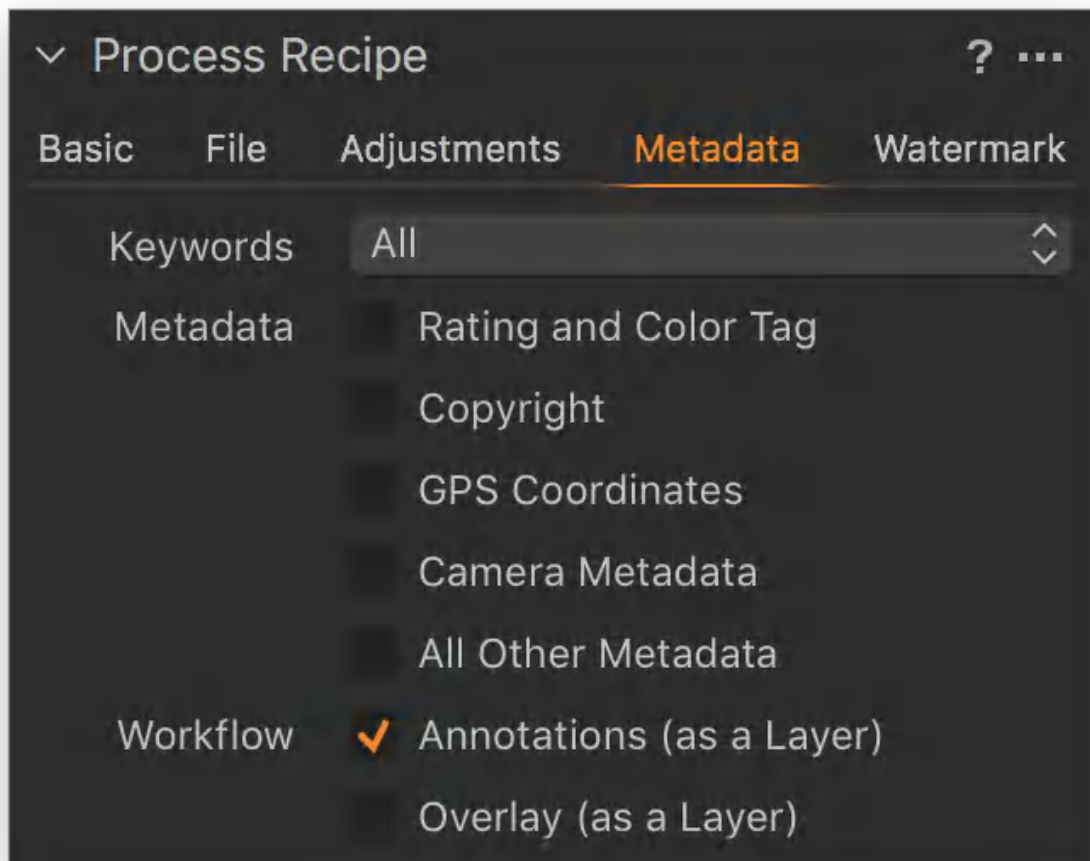 Process Recipe ? ...
Basic File Adjustments Metadata Watermark
Keywords All
Metadata Rating and Color Tag
Copyright
GPS Coordinates
Camera Metadata
All Other Metadata
Workflow Annotations (as a Layer)
Overlay (as a Layer)